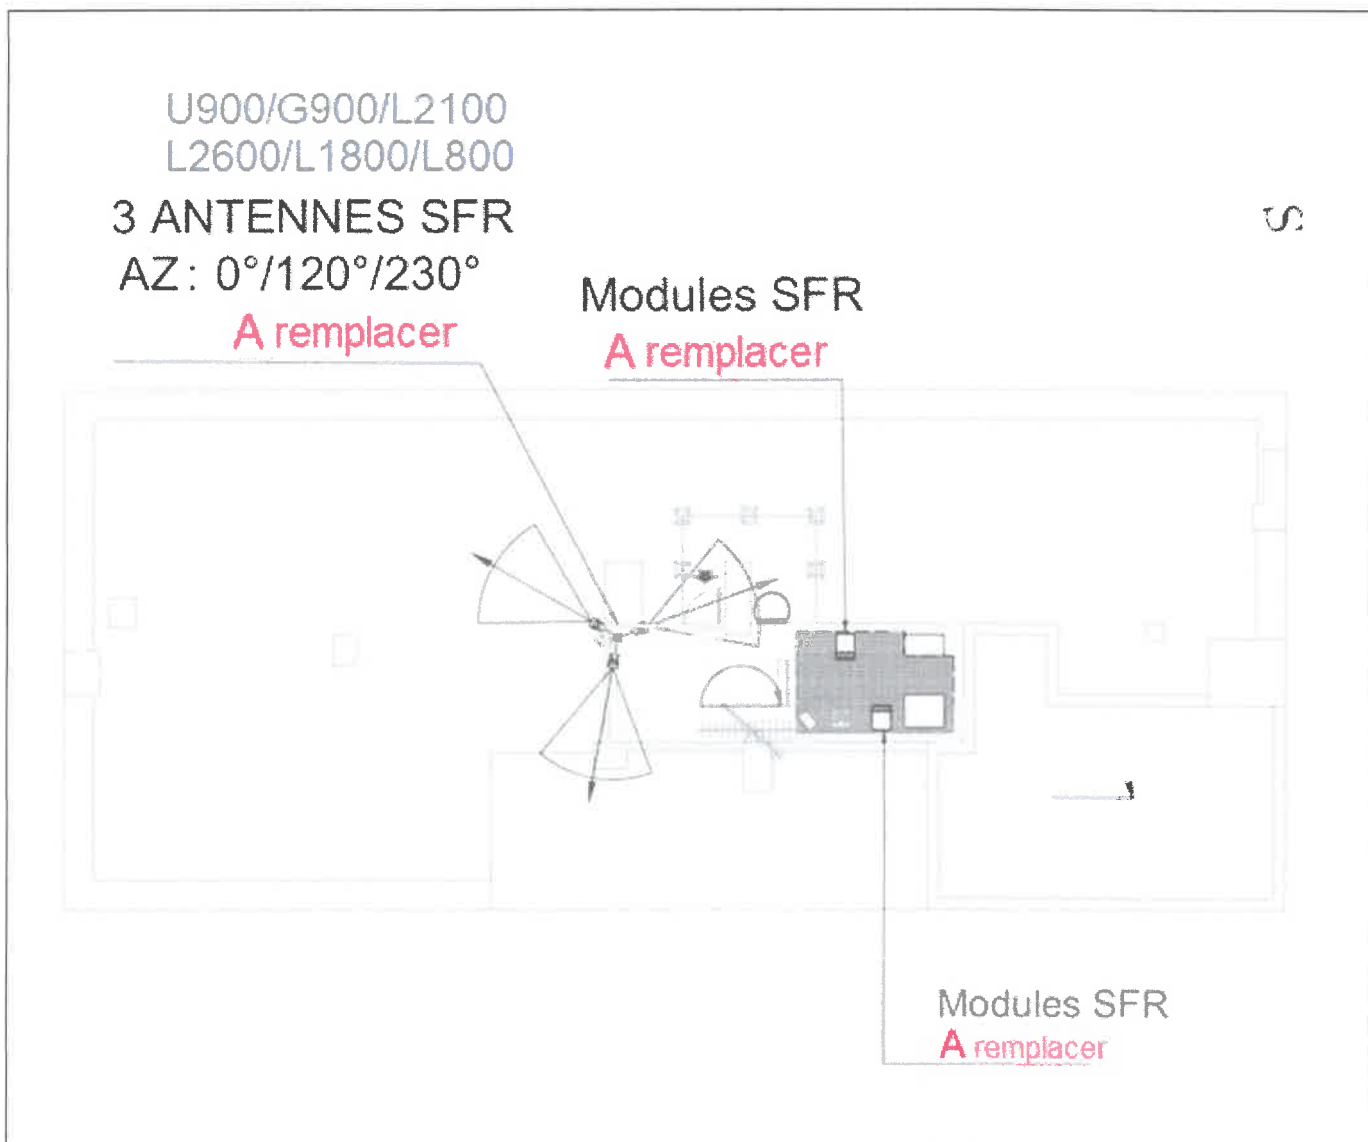 U900/G900/L2100
L2600/L1800/L800
3 ANTENNES SFR
AZ: 0°/120°/230°
A remplacer
Modules SFR
A remplacer
S
Modules SFR
A remplacer